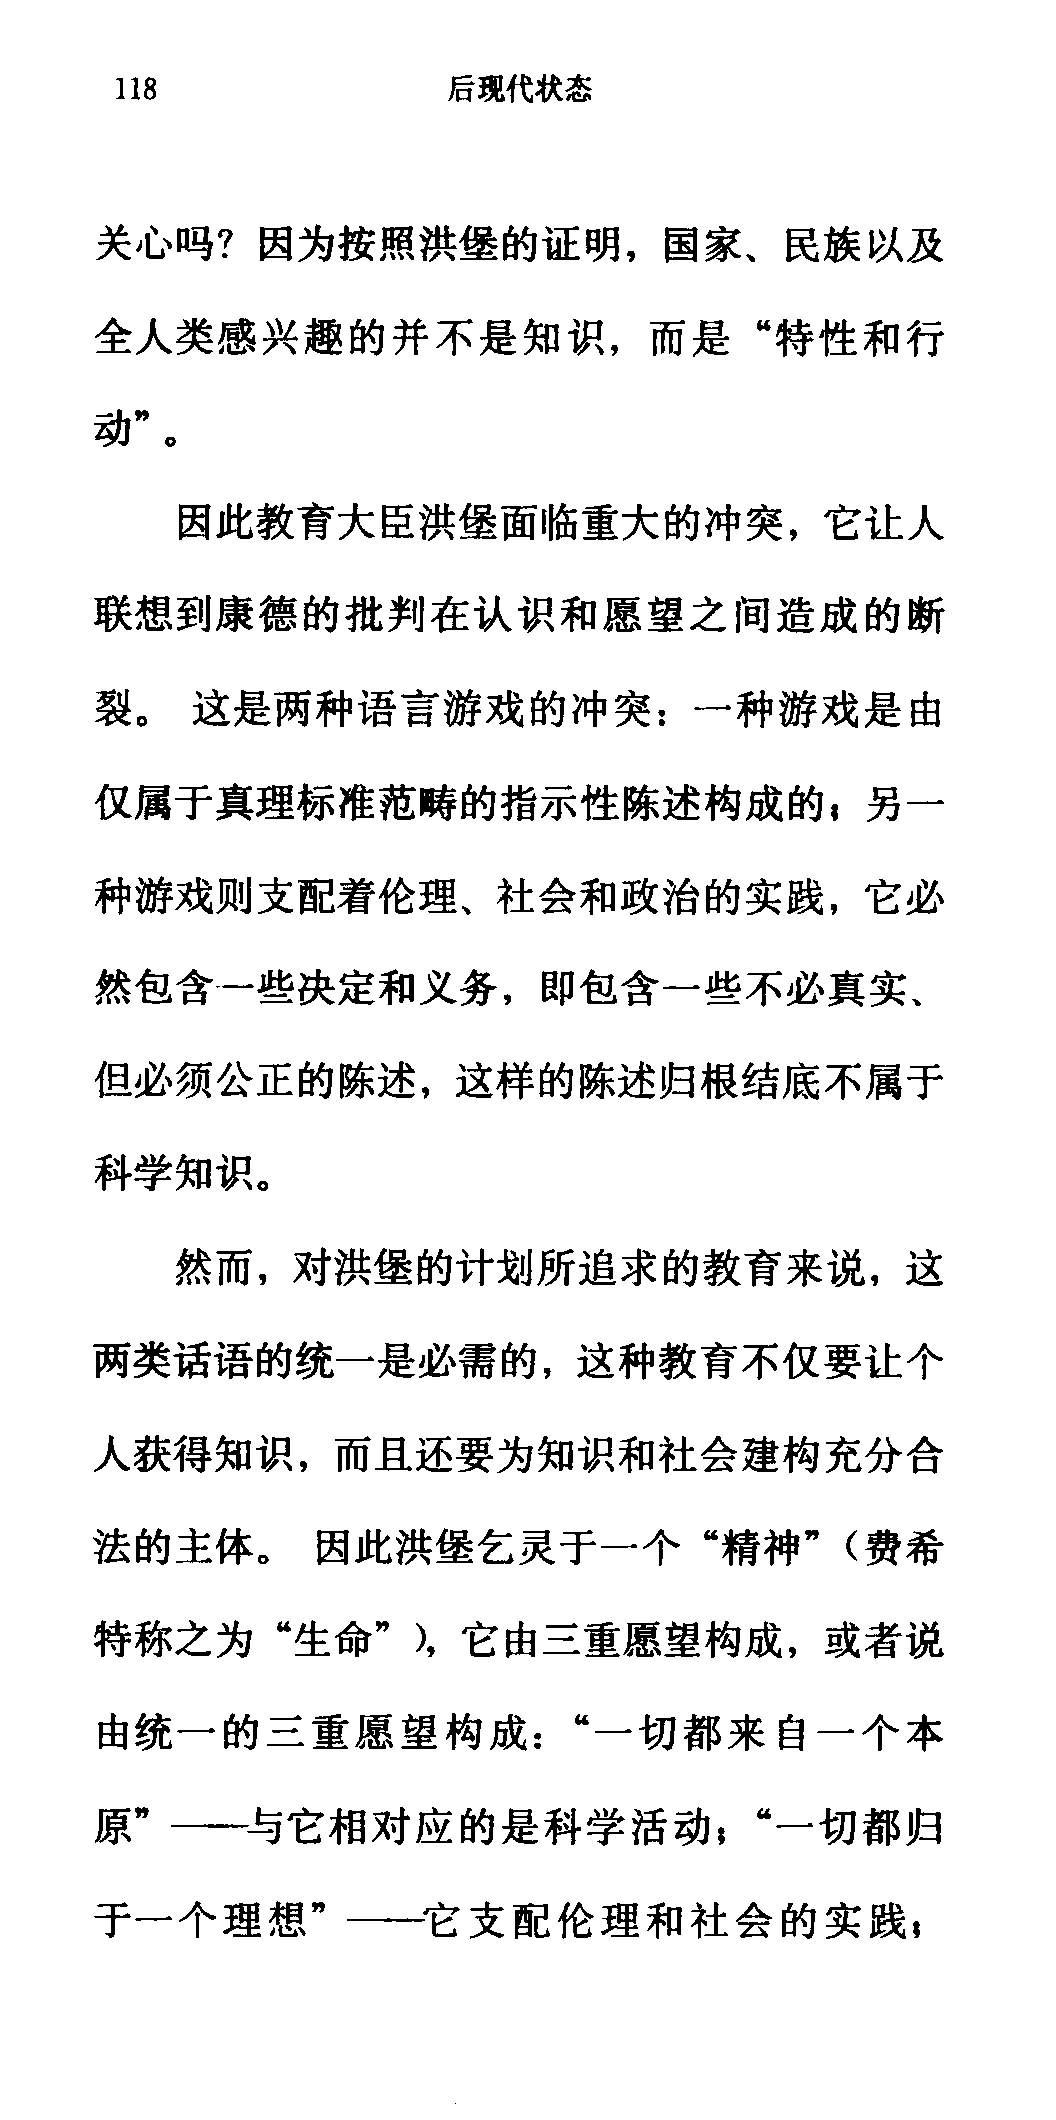 118 后现代状态
关心吗？因为按照洪堡的证明，国家、民族以及
全人类感兴趣的并不是知识，而是“特性和行
动”。
因此教育大臣洪堡面临重大的冲突，它让人
联想到康德的批判在认识和愿望之间造成的断
裂。 这是两种语言游戏的冲突：一种游戏是由
仅属于真理标准范畴的指示性陈述构成的；另一
种游戏则支配着伦理、社会和政治的实践，它必
然包含一些决定和义务，即包含一些不必真实、
但必须公正的陈述，这样的陈述归根结底不属于
科学知识。
然而，对洪堡的计划所追求的教育来说，这
两类话语的统一是必需的，这种教育不仅要让个
人获得知识，而且还要为知识和社会建构充分合
法的主体。 因此洪堡乞灵于一个“精神”（费希
特称之为“生命”），它由三重愿望构成，或者说
由统一的三重愿望构成：“一切都来自一个本
原”——与它相对应的是科学活动；“一切都归
于一个理想”——它支配伦理和社会的实践；